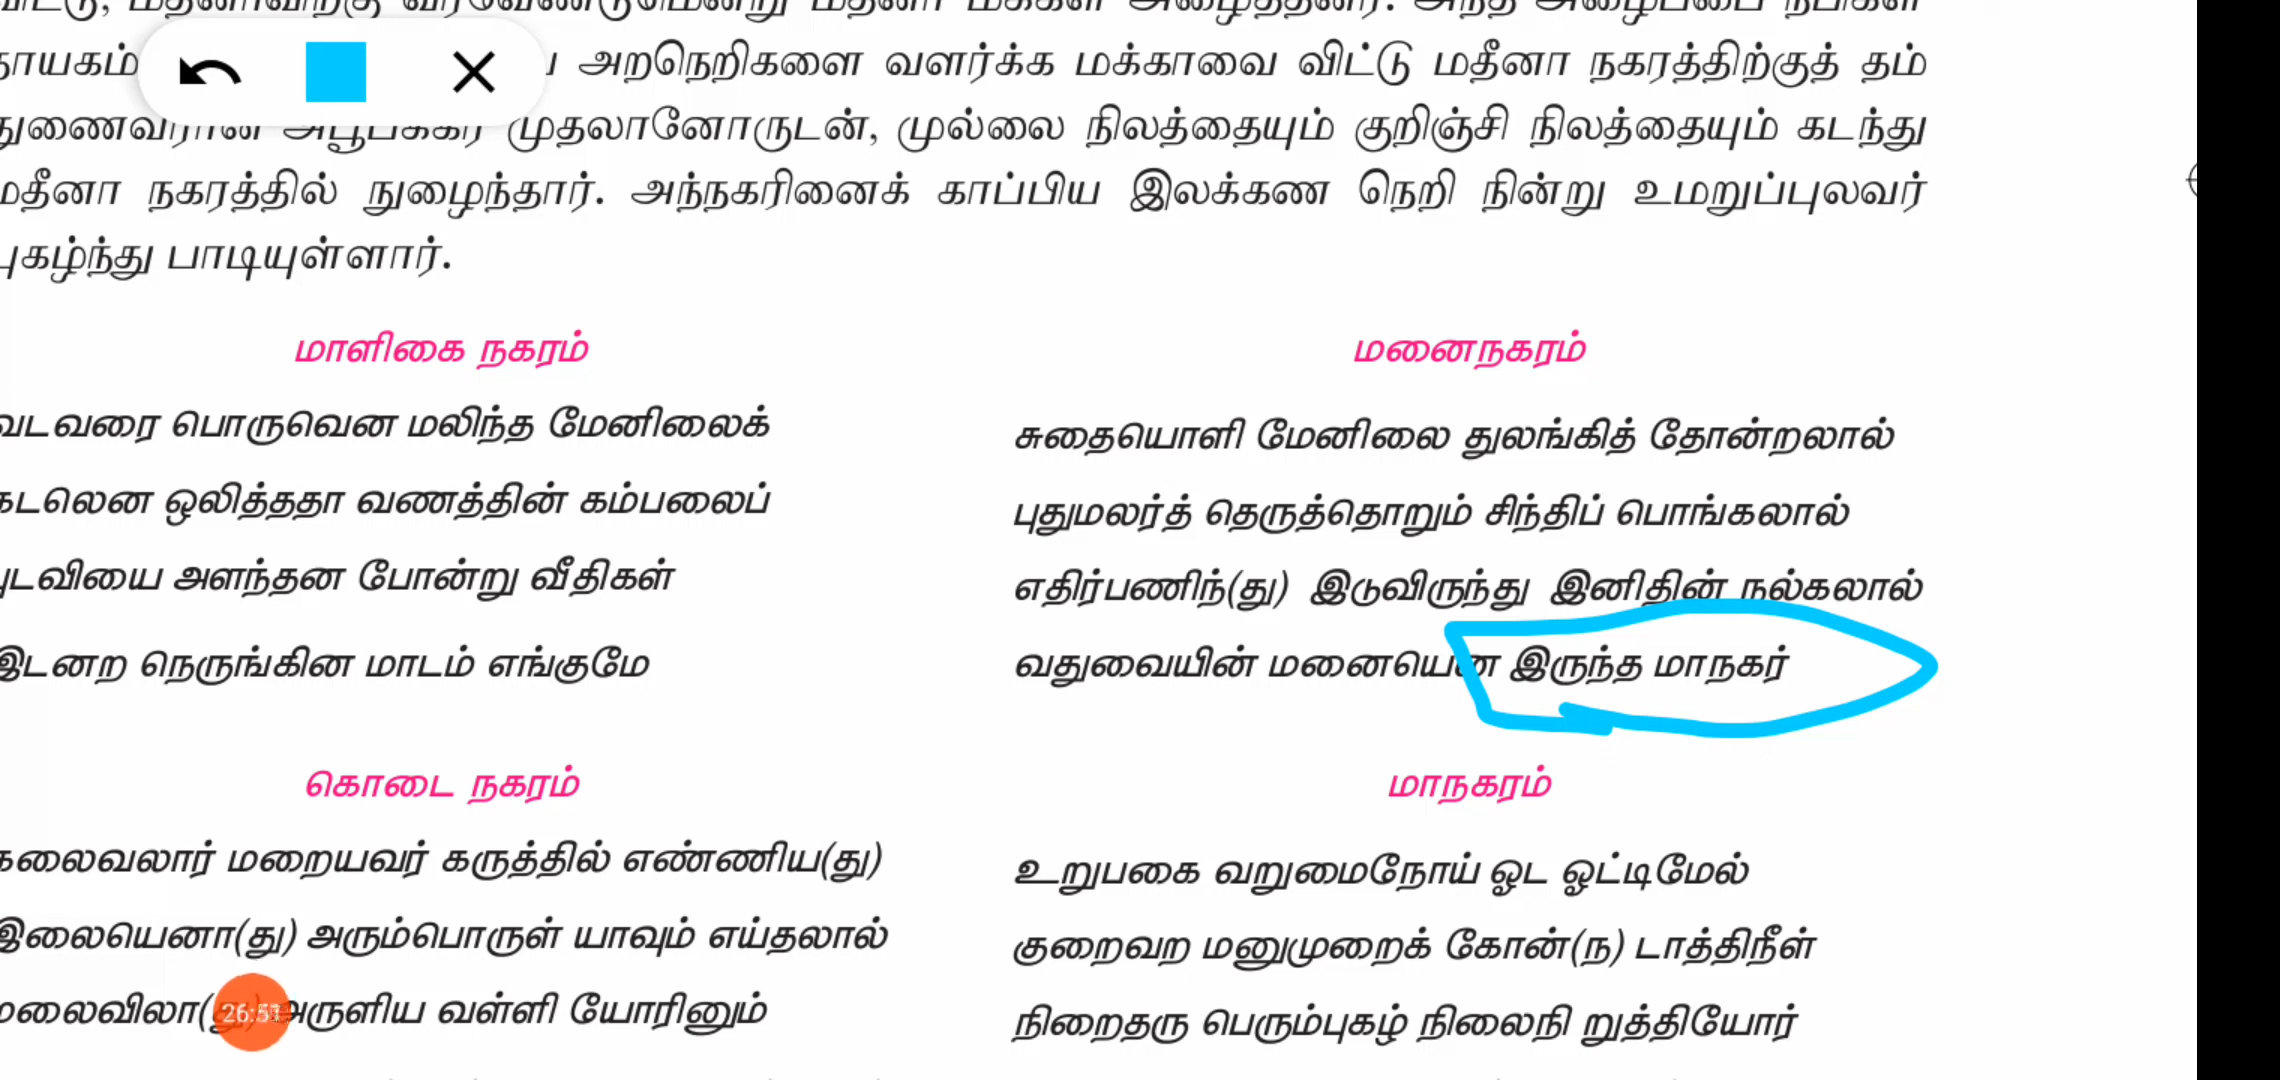 அறநெறிகளை வளர்க்க மக்காவை விட்டு மதீனா நகரத்திற்குத் தம்
முதலானோருடன், முல்லை நிலத்தையும் குறிஞ்சி நிலத்தையும் கடந்து
மதீனா நகரத்தில் நுழைந்தார். அந்நகரினைக் காப்பிய இலக்கண நெறி நின்று உமறுப்புலவர்
புகழ்ந்து பாடியுள்ளார்.
மாளிகை நகரம்
வடவரை பொருவென மலிந்த மேனிலைக்
கடலென ஒலித்ததா வணத்தின் கம்பலைப்
புடவியை அளந்தன போன்று வீதிகள்
இடனற நெருங்கின மாடம் எங்குமே
மனைநகரம்
சுதையொளி மேனிலை துலங்கித் தோன்றலால்
புதுமலர்த் தெருத்தொறும் சிந்திப் பொங்கலால்
எதிர்பணிந்(து) இடுவிருந்து இனிதின் நல்கலால்
வதுவையின் மனையென இருந்த மாநகர்
கொடை நகரம்
கலைவலார் மறையவர் கருத்தில் எண்ணிய(து)
இலையெனா(து) அரும்பொருள் யாவும் எய்தலால்
மலைவிலா(து) அருளிய வள்ளி யோரினும்
மாநகரம்
உறுபகை வறுமைநோய் ஓட ஓட்டிமேல்
குறைவற மனுமுறைக் கோன்(ந) டாத்திநீள்
நிறைதரு பெரும்புகழ் நிலைநி றுத்தியோர்